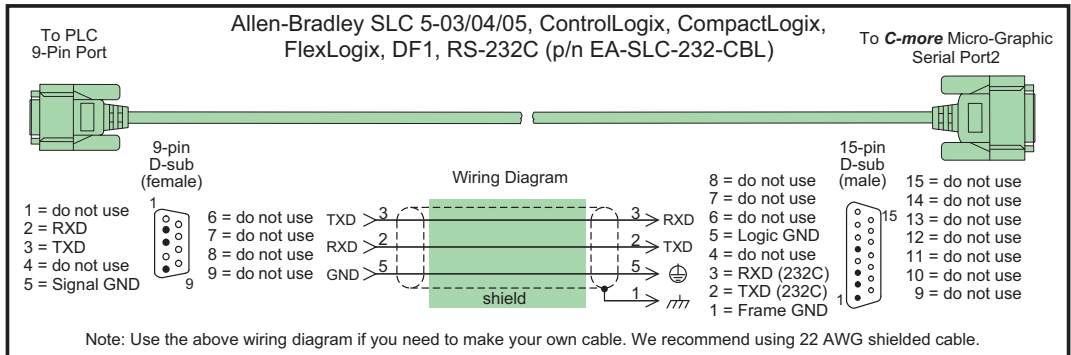 Allen-Bradley SLC 5-03/04/05, ControlLogix, CompactLogix,
FlexLogix, DF1, RS-232C (p/n EA-SLC-232-CBL)
To PLC
9-Pin Port
To C-more Micro-Graphic
Serial Port2
9-pin
D-sub
(female)
1 = do not use
2 = RXD
3 = TXD
4 = do not use
5 = Signal GND
1
9
6 = do not use
7 = do not use
8 = do not use
9 = do not use
Wiring Diagram
TXD 3 3 RXD
RXD 2 2 TXD
GND 5 5
1
shield
15-pin
D-sub
(male)
8 = do not use
7 = do not use
6 = do not use
5 = Logic GND
4 = do not use
3 = RXD (232C)
2 = TXD (232C)
1 = Frame GND
15
1
15 = do not use
14 = do not use
13 = do not use
12 = do not use
11 = do not use
10 = do not use
9 = do not use
Note: Use the above wiring diagram if you need to make your own cable. We recommend using 22 AWG shielded cable.